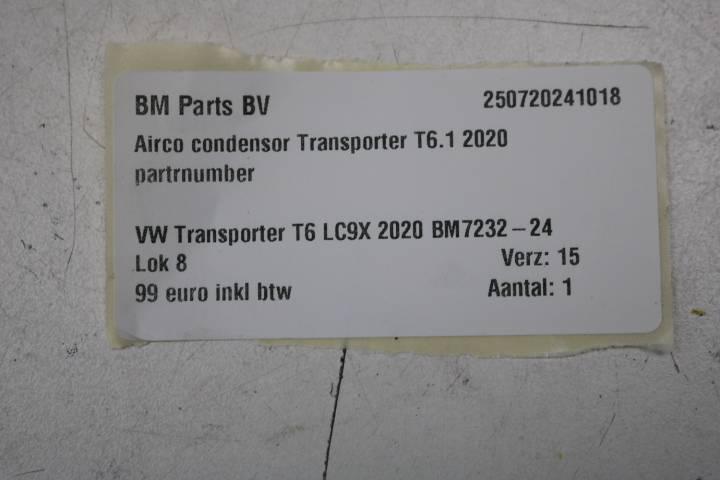 BM Parts BV 250720241018
Airco condensor Transporter T6.1 2020
partrnumber
VW Transporter T6 LC9X 2020 BM7232-24
Lok 8 Verz: 15
99 euro inkl btw Aantal: 1